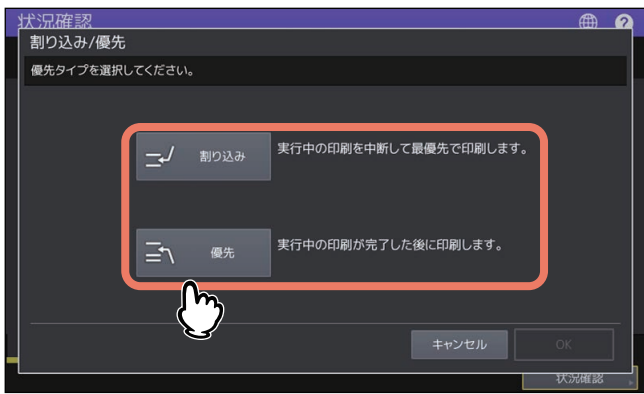 状況確認
割り込み/優先
優先タイプを選択してください。
割り込み
実行中の印刷を中断して最優先で印刷します。
優先
実行中の印刷が完了した後に印刷します。
キャンセル
OK
状況確認